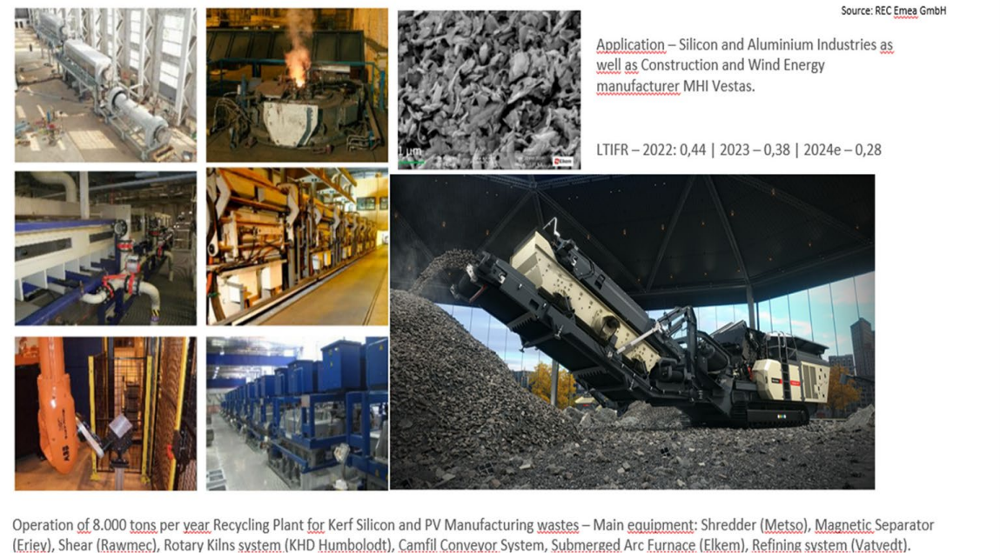 Source: REC Emea GmbH
Application – Silicon and Aluminium Industries as
well as Construction and Wind Energy
manufacturer MHI Vestas.
LTIFR – 2022: 0,44 | 2023 – 0,38 | 2024e – 0,28
1 µm
Elkem
ABB
Operation of 8.000 tons per year Recycling Plant for Kerf Silicon and PV Manufacturing wastes – Main equipment: Shredder (Metso), Magnetic Separator
(Eriey), Shear (Rawmec), Rotary Kilns system (KHD Humbolodt), Camfil Conveyor System, Submerged Arc Furnace (Elkem), Refining system (Vatvedt).